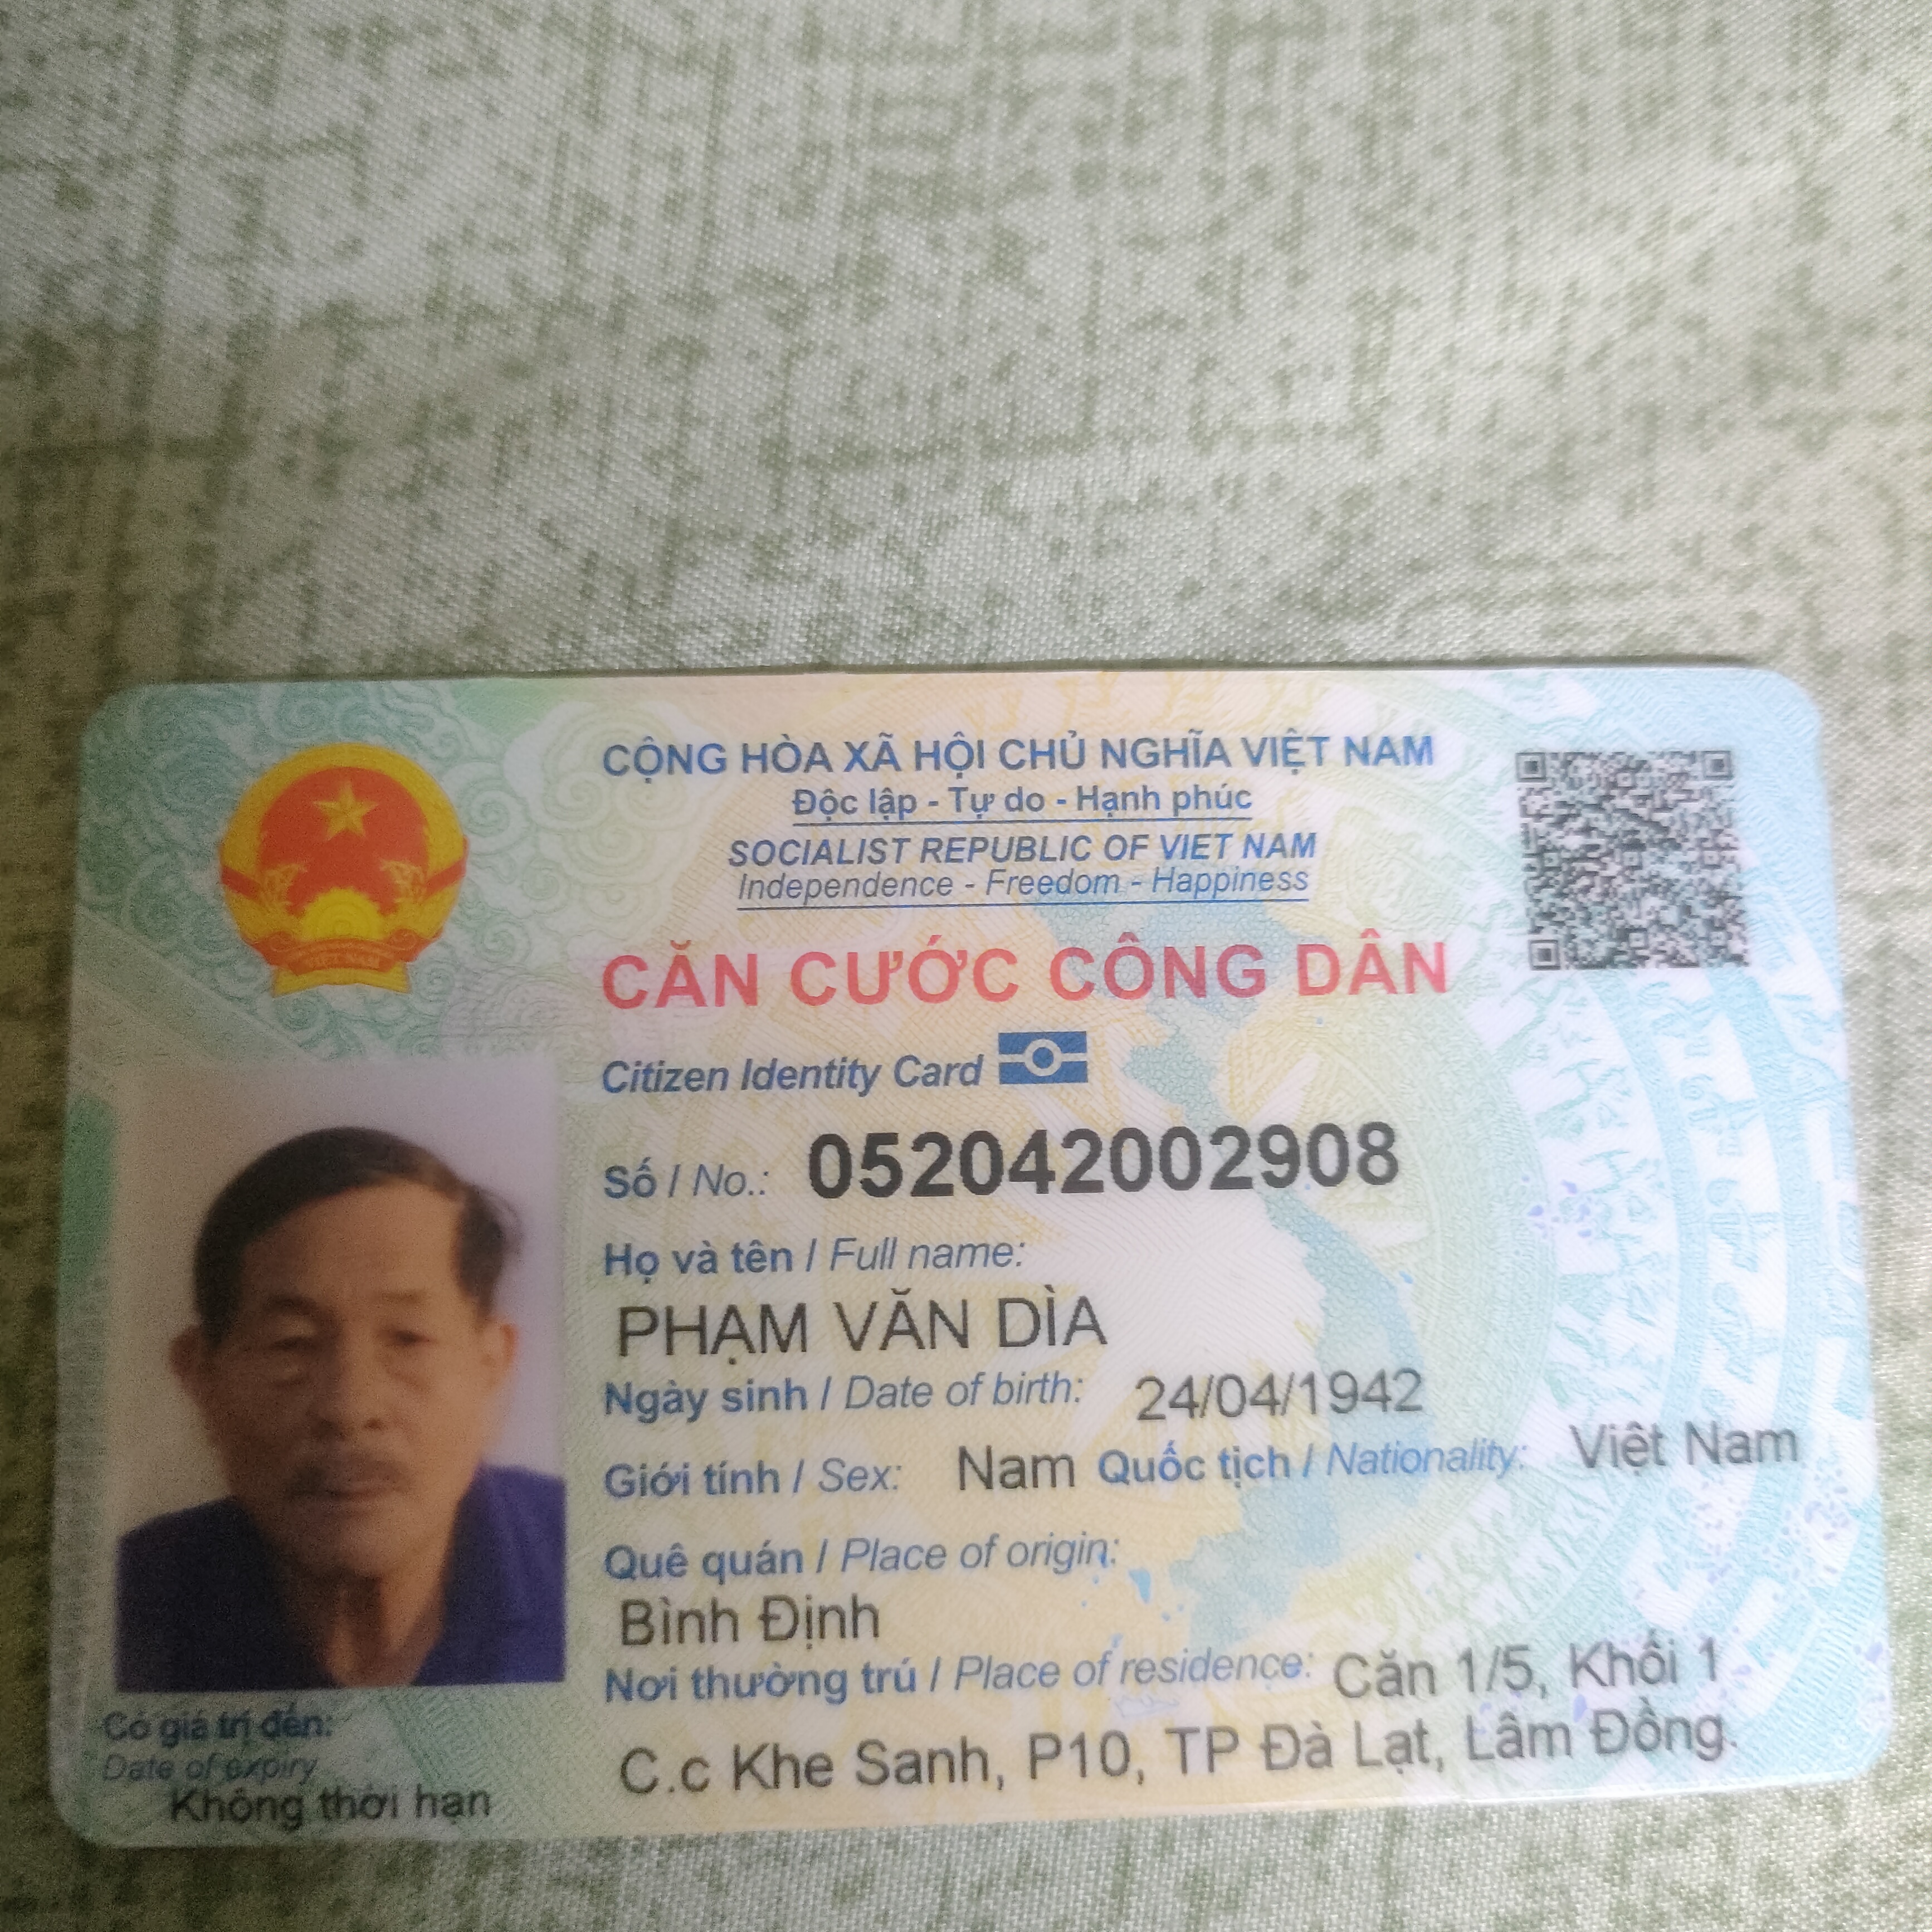 CỘNG HÒA XÃ HỘI CHỦ NGHĨA VIỆT NAM
Độc lập - Tự do - Hạnh phúc
SOCIALIST REPUBLIC OF VIET NAM
Independence - Freedom - Happiness
CĂN CƯỚC CÔNG DÂN
Citizen Identity Card
Số / No.: 052042002908
Họ và tên / Full name:
PHẠM VĂN DÌA
Ngày sinh / Date of birth: 24/04/1942
Giới tính / Sex: Nam Quốc tịch / Nationality: Việt Nam
Quê quán / Place of origin:
Bình Định
Nơi thường trú / Place of residence: Căn 1/5, Khối 1
C.c Khe Sanh, P10, TP Đà Lạt, Lâm Đồng.
Có giá trị đến:
Date of expiry
Không thời hạn